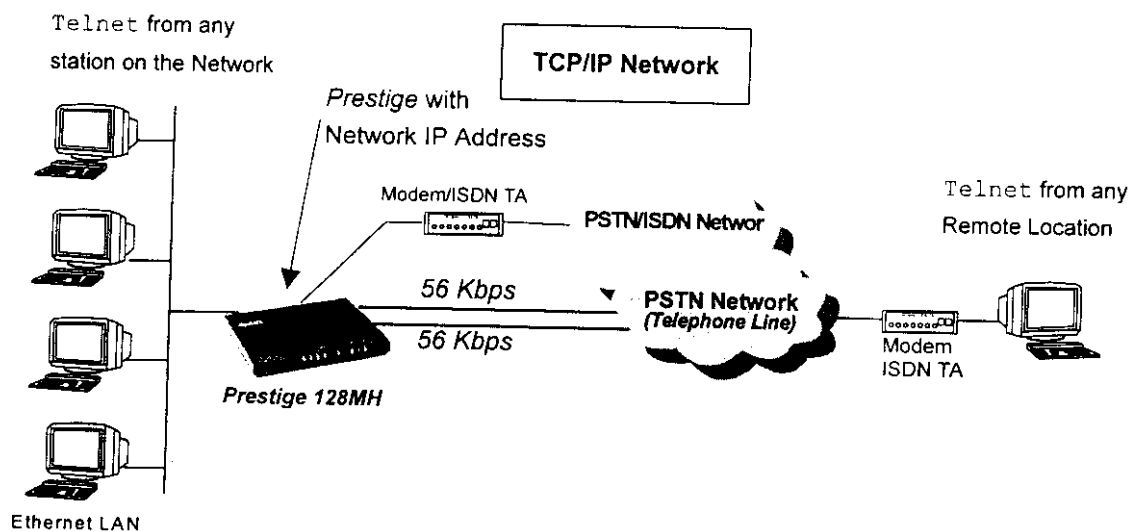 Telnet from any
station on the Network
TCP/IP Network
Prestige with
Network IP Address
Modem/ISDN TA
PSTN/ISDN Networ
Telnet from any
Remote Location
56 Kbps
56 Kbps
PSTN Network
(Telephone Line)
Modem
ISDN TA
Prestige 128MH
Ethernet LAN